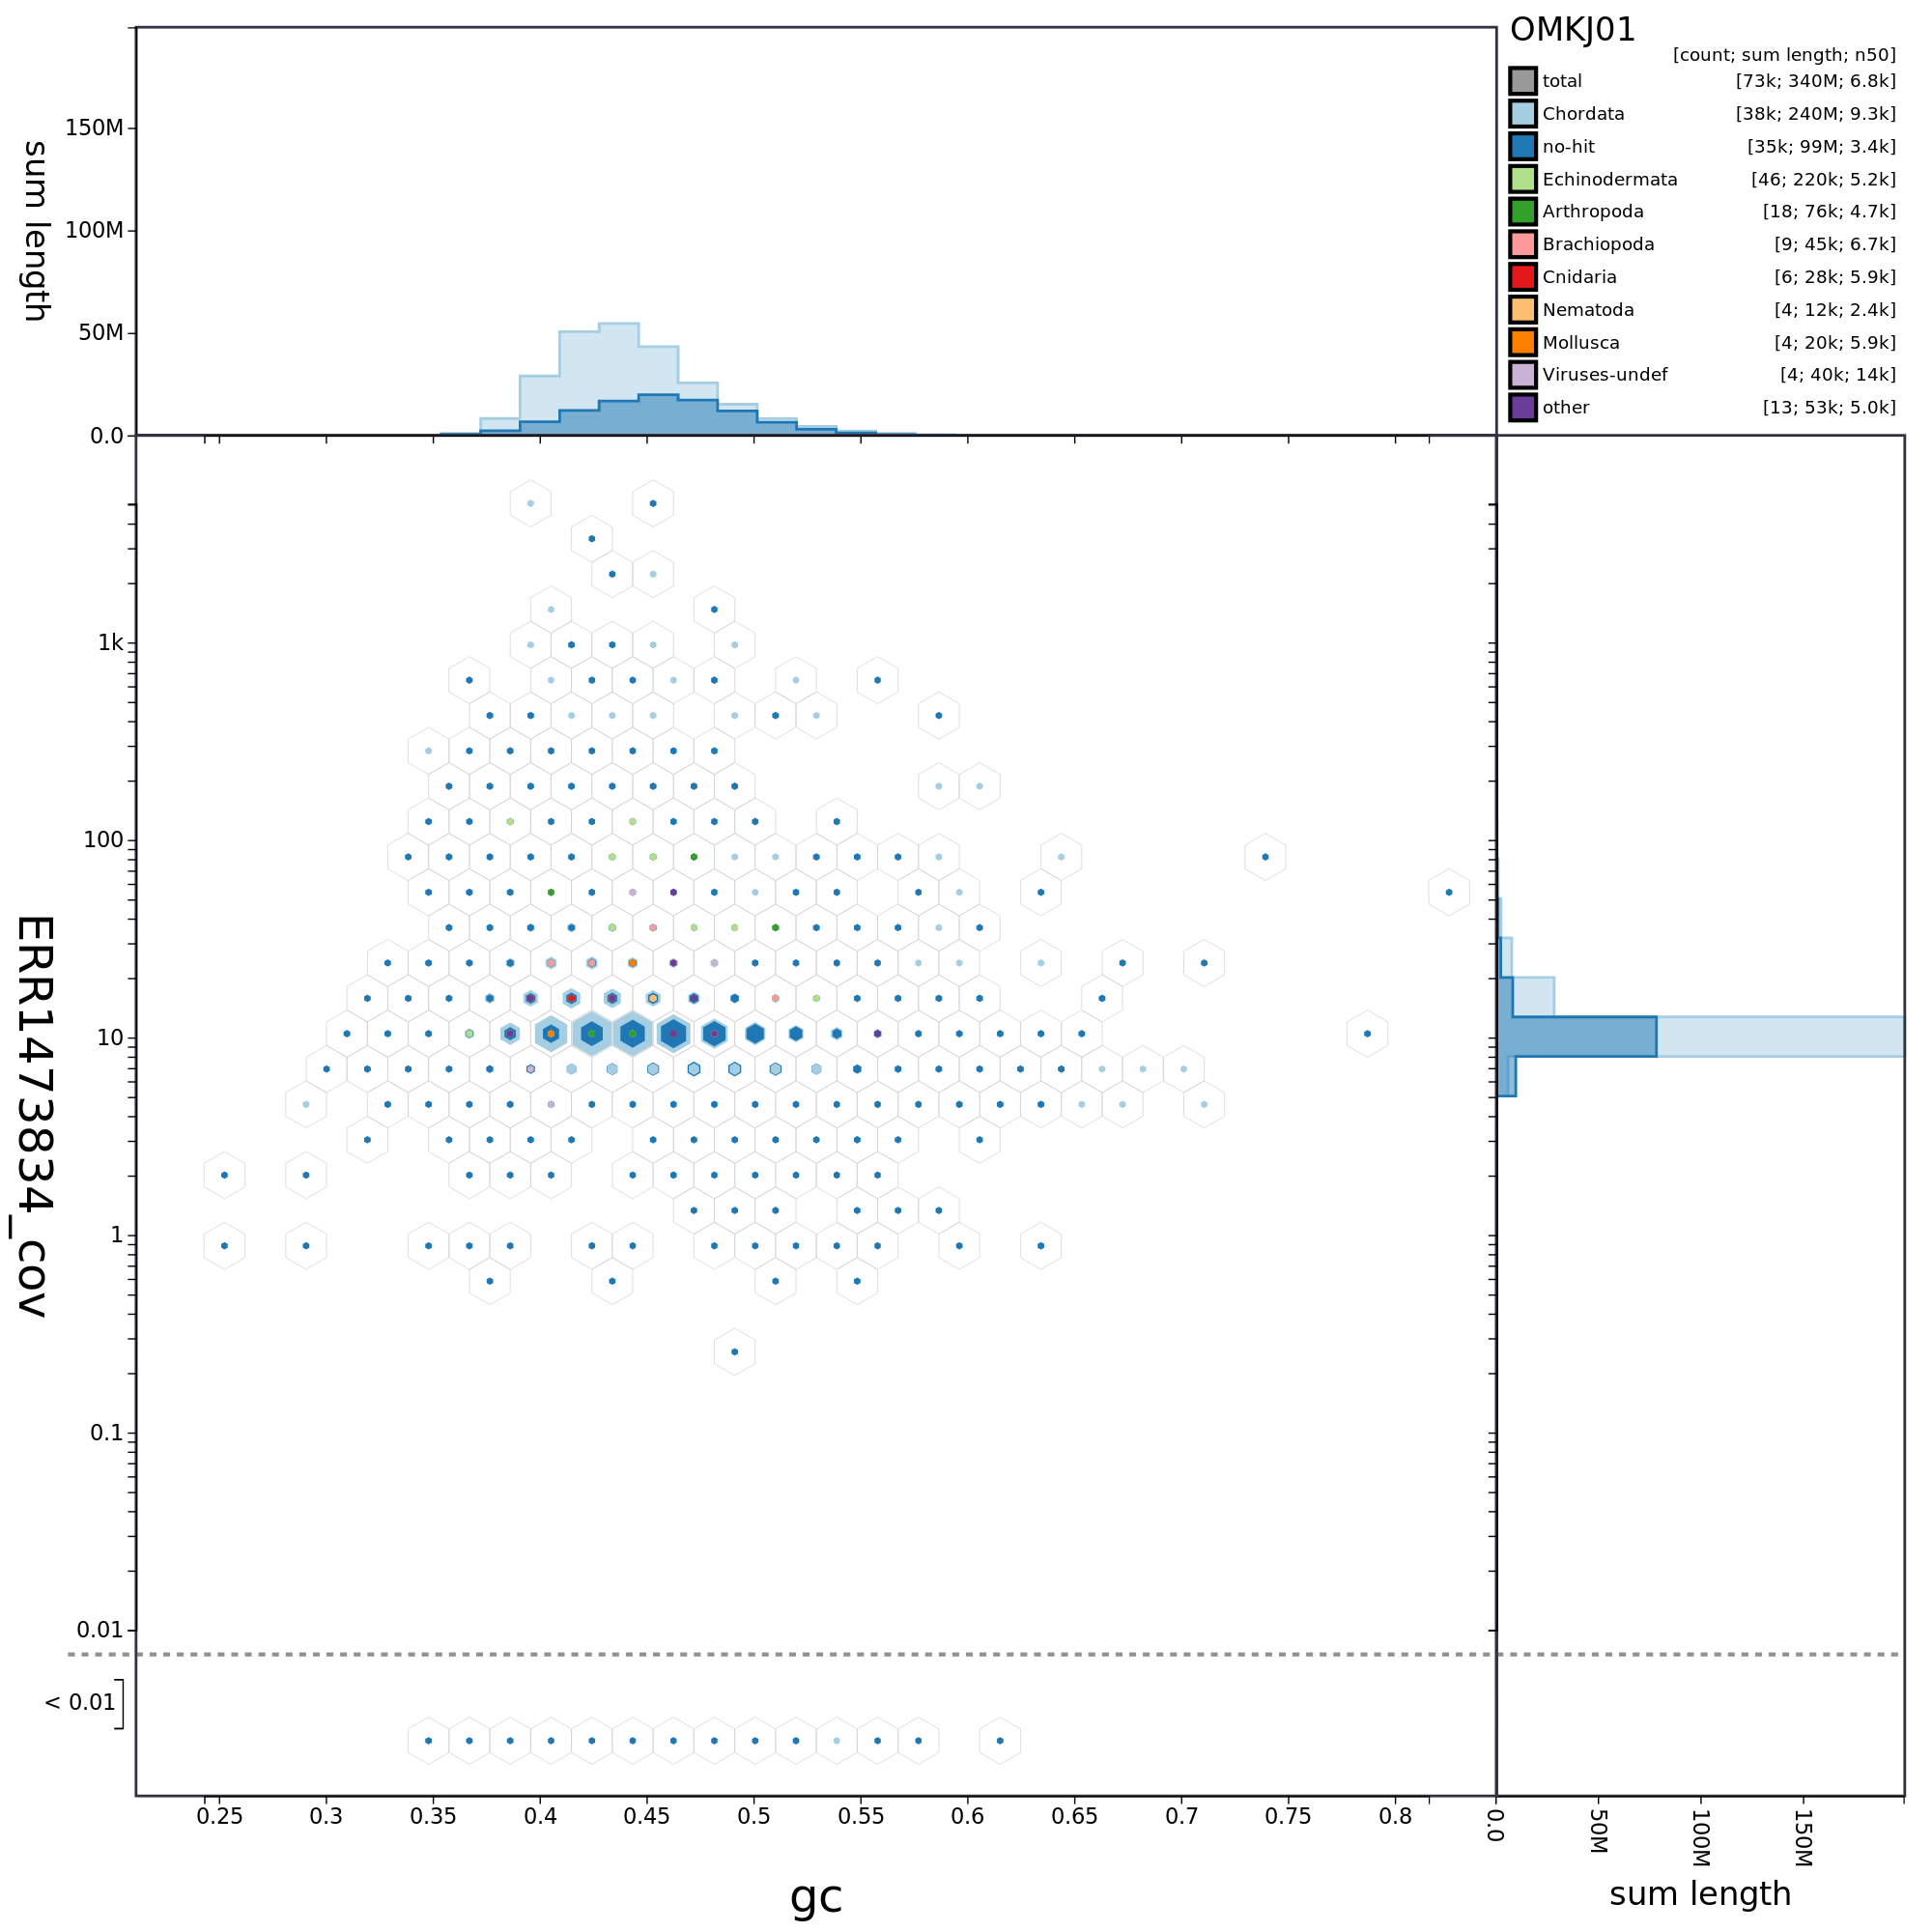 OMKJ01
[count; sum length; n50]
total [73k; 340M; 6.8k]
Chordata [38k; 240M; 9.3k]
no-hit [35k; 99M; 3.4k]
Echinodermata [46; 220k; 5.2k]
Arthropoda [18; 76k; 4.7k]
Brachiopoda [9; 45k; 6.7k]
Cnidaria [6; 28k; 5.9k]
Nematoda [4; 12k; 2.4k]
Mollusca [4; 20k; 5.9k]
Viruses-undef [4; 40k; 14k]
other [13; 53k; 5.0k]
sum length
150M
100M
50M
0.0
ERR1473834_cov
1k
100
10
1
0.1
0.01
< 0.01
0.25 0.3 0.35 0.4 0.45 0.5 0.55 0.6 0.65 0.7 0.75 0.8
gc
0.0 50M 100M 150M
sum length